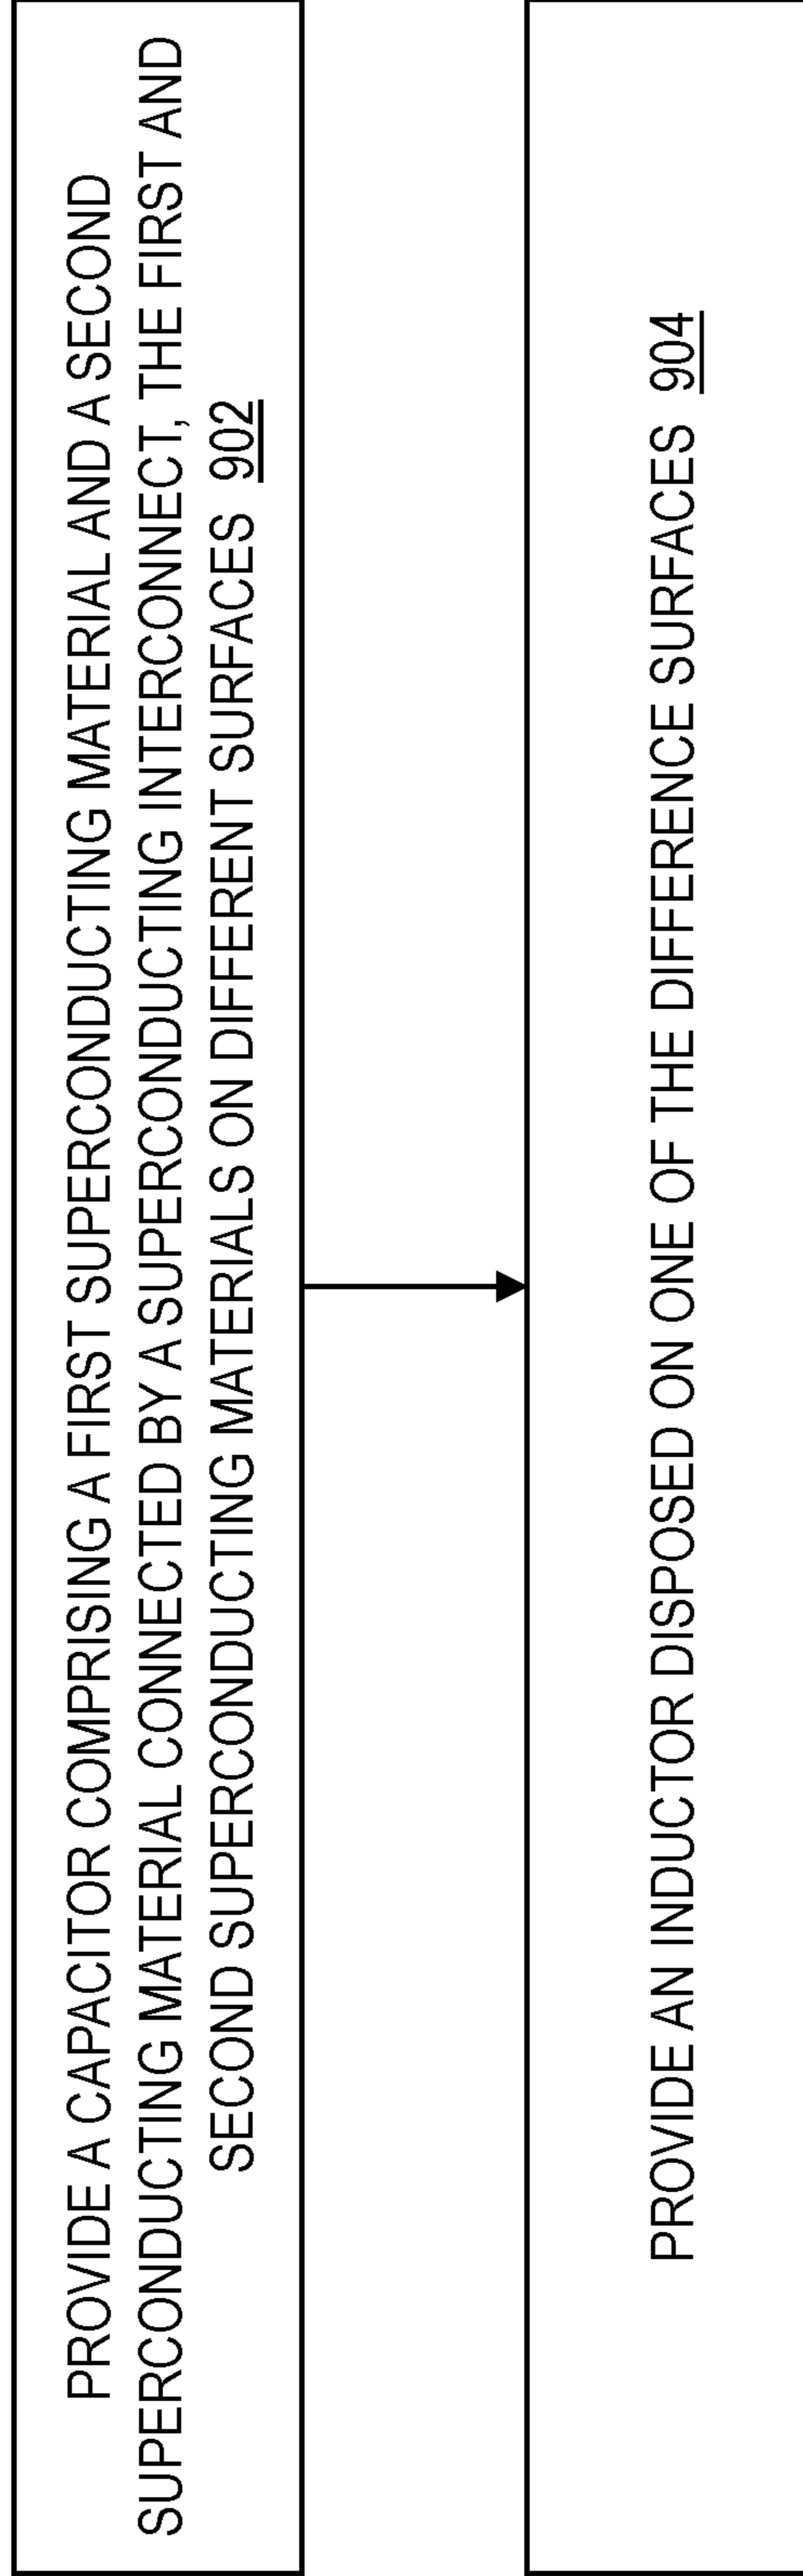 PROVIDE A CAPACITOR COMPRISING A FIRST SUPERCONDUCTING MATERIAL AND A SECOND
SUPERCONDUCTING MATERIAL CONNECTED BY A SUPERCONDUCTING INTERCONNECT, THE FIRST AND
SECOND SUPERCONDUCTING MATERIALS ON DIFFERENT SURFACES 902
PROVIDE AN INDUCTOR DISPOSED ON ONE OF THE DIFFERENCE SURFACES 904